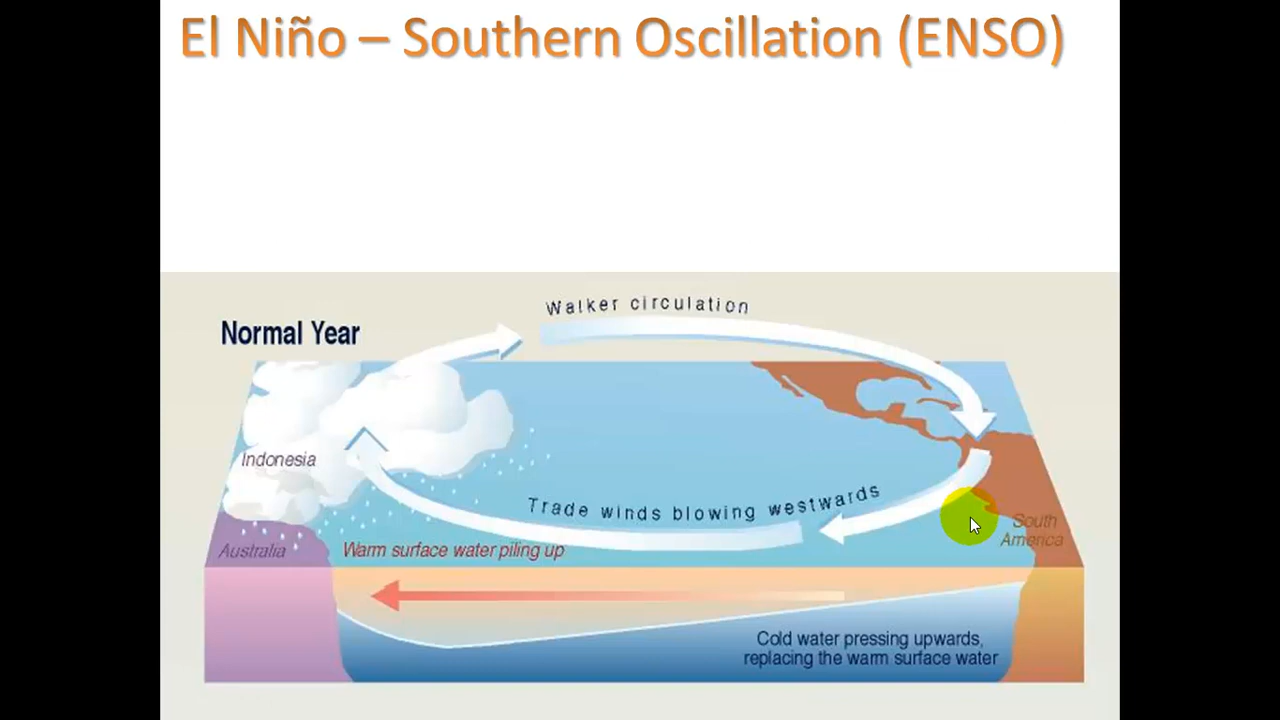 El Niño – Southern Oscillation (ENSO)
Walker circulation
Normal Year
Indonesia
Trade winds blowing westwards
South
America
Australia
Warm surface water piling up
Cold water pressing upwards,
replacing the warm surface water